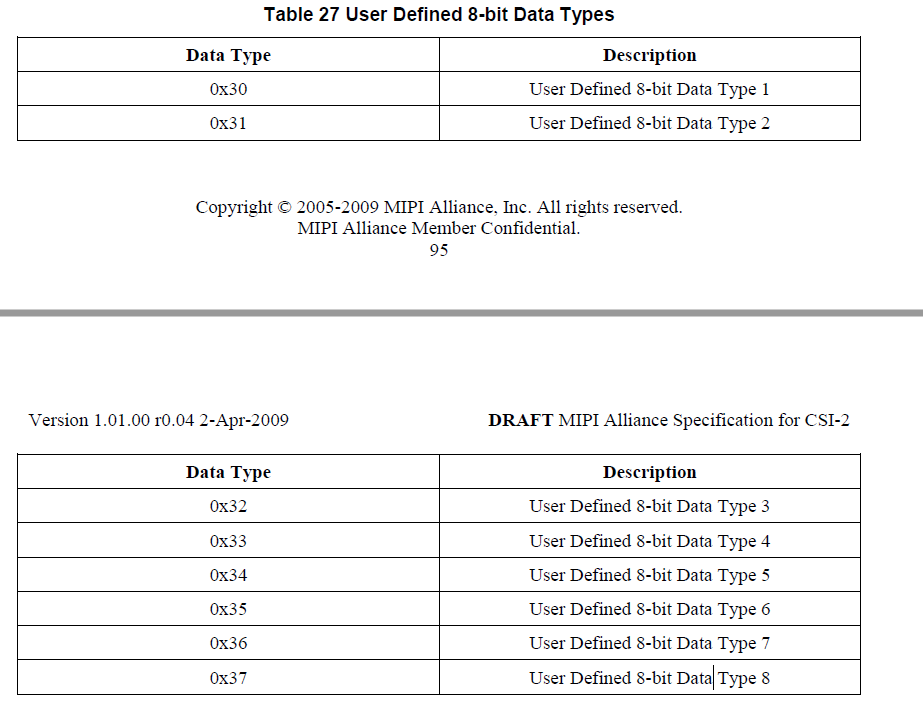 Table 27 User Defined 8-bit Data Types
Data Type Description
0x30 User Defined 8-bit Data Type 1
0x31 User Defined 8-bit Data Type 2
Copyright © 2005-2009 MIPI Alliance, Inc. All rights reserved.
MIPI Alliance Member Confidential.
95
Version 1.01.00 r0.04 2-Apr-2009 DRAFT MIPI Alliance Specification for CSI-2
Data Type Description
0x32 User Defined 8-bit Data Type 3
0x33 User Defined 8-bit Data Type 4
0x34 User Defined 8-bit Data Type 5
0x35 User Defined 8-bit Data Type 6
0x36 User Defined 8-bit Data Type 7
0x37 User Defined 8-bit Data Type 8